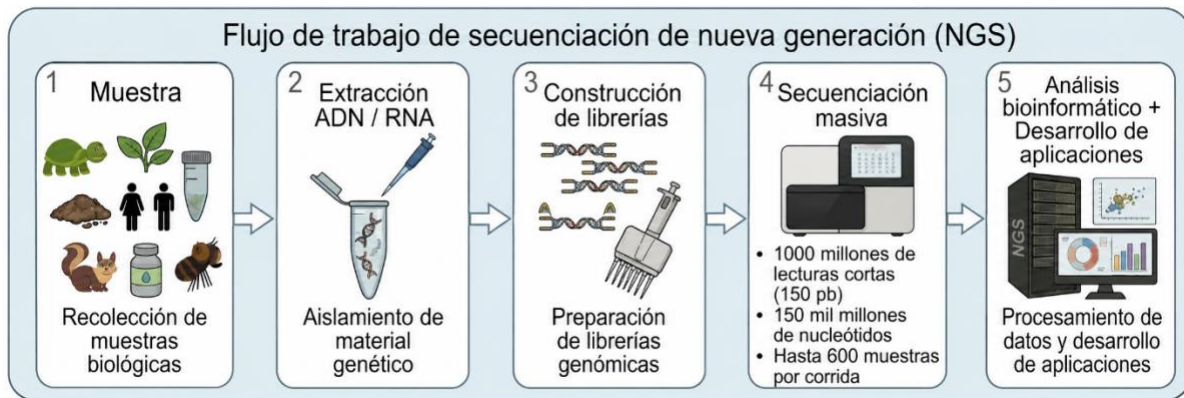 Flujo de trabajo de secuenciación de nueva generación (NGS)
1
Muestra
Recolección de
muestras
biológicas
2
Extracción
ADN / RNA
Aislamiento de
material
genético
3
Construcción
de librerías
Preparación
de librerías
genómicas
4
Secuenciación
masiva
• 1000 millones de
lecturas cortas
(150 pb)
• 150 mil millones
de nucleótidos
• Hasta 600 muestras
por corrida
5
Análisis
bioinformático +
Desarrollo de
aplicaciones
NGS
Procesamiento de
datos y desarrollo
de aplicaciones